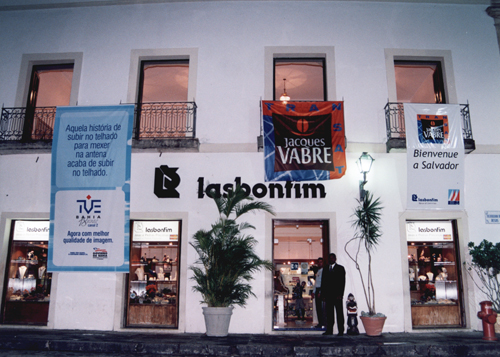 Aquela história de
subir no telhado
para mexer
na antena
acaba de subir
no telhado.
TVE
BAHIA
Agora com melhor
qualidade de imagem.
lasbonfim
lasbonfim
Jacques
VABRE
lasbonfim
Bienvenue
a Salvador
lasbonfim
lasbonfim